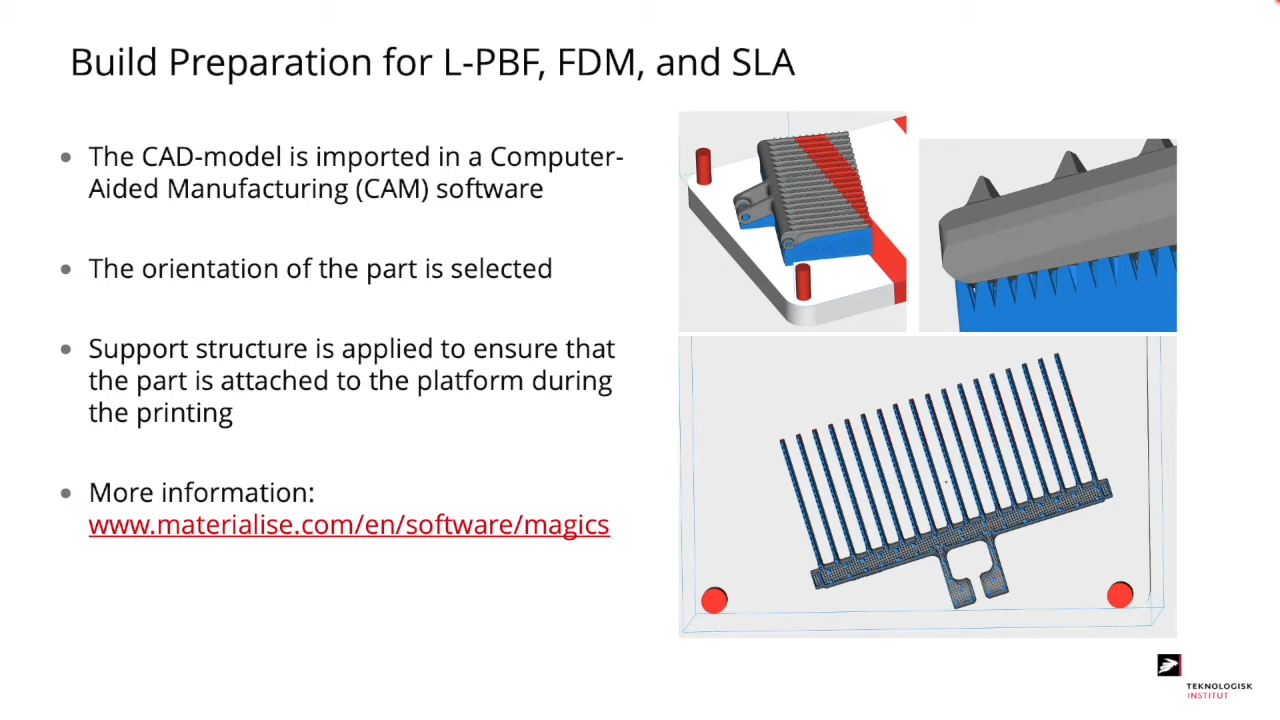 Build Preparation for L-PBF, FDM, and SLA
The CAD-model is imported in a Computer-
Aided Manufacturing (CAM) software
The orientation of the part is selected
Support structure is applied to ensure that
the part is attached to the platform during
the printing
More information:
www.materialise.com/en/software/magics
TEKNOLOGISK
INSTITUT